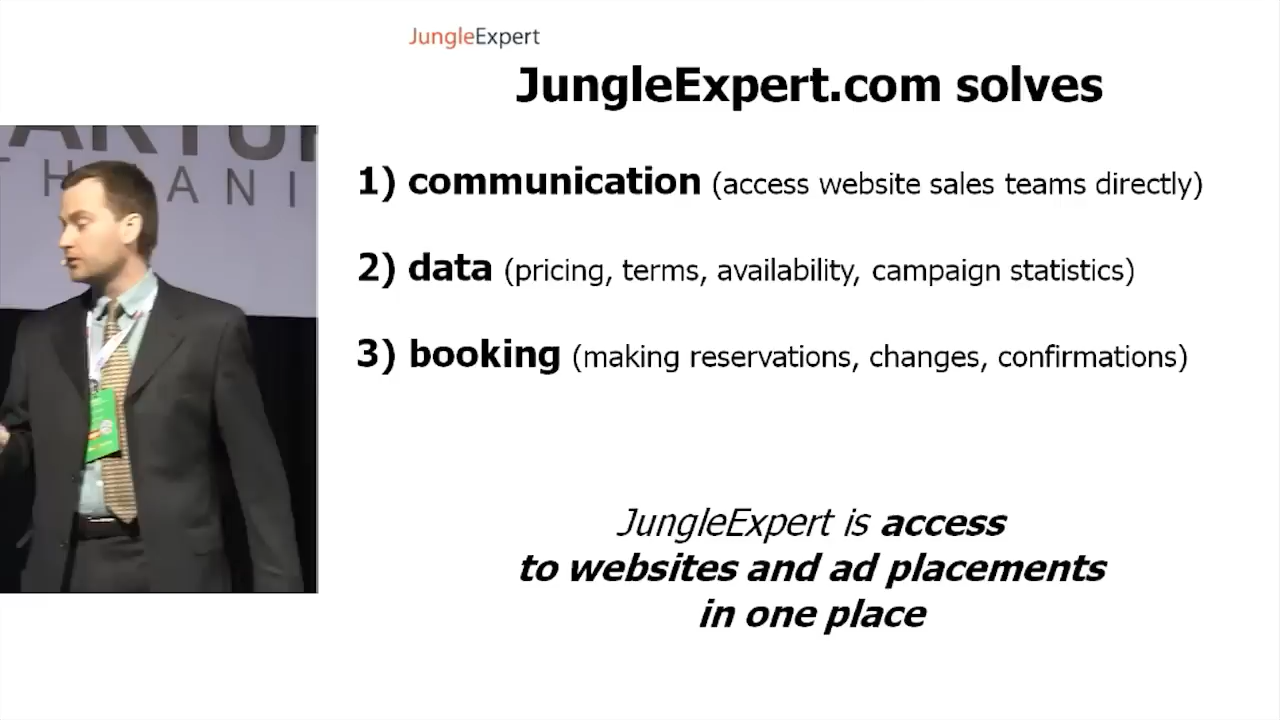 JungleExpert
JungleExpert.com solves
1) communication (access website sales teams directly)
2) data (pricing, terms, availability, campaign statistics)
3) booking (making reservations, changes, confirmations)
JungleExpert is access
to websites and ad placements
in one place